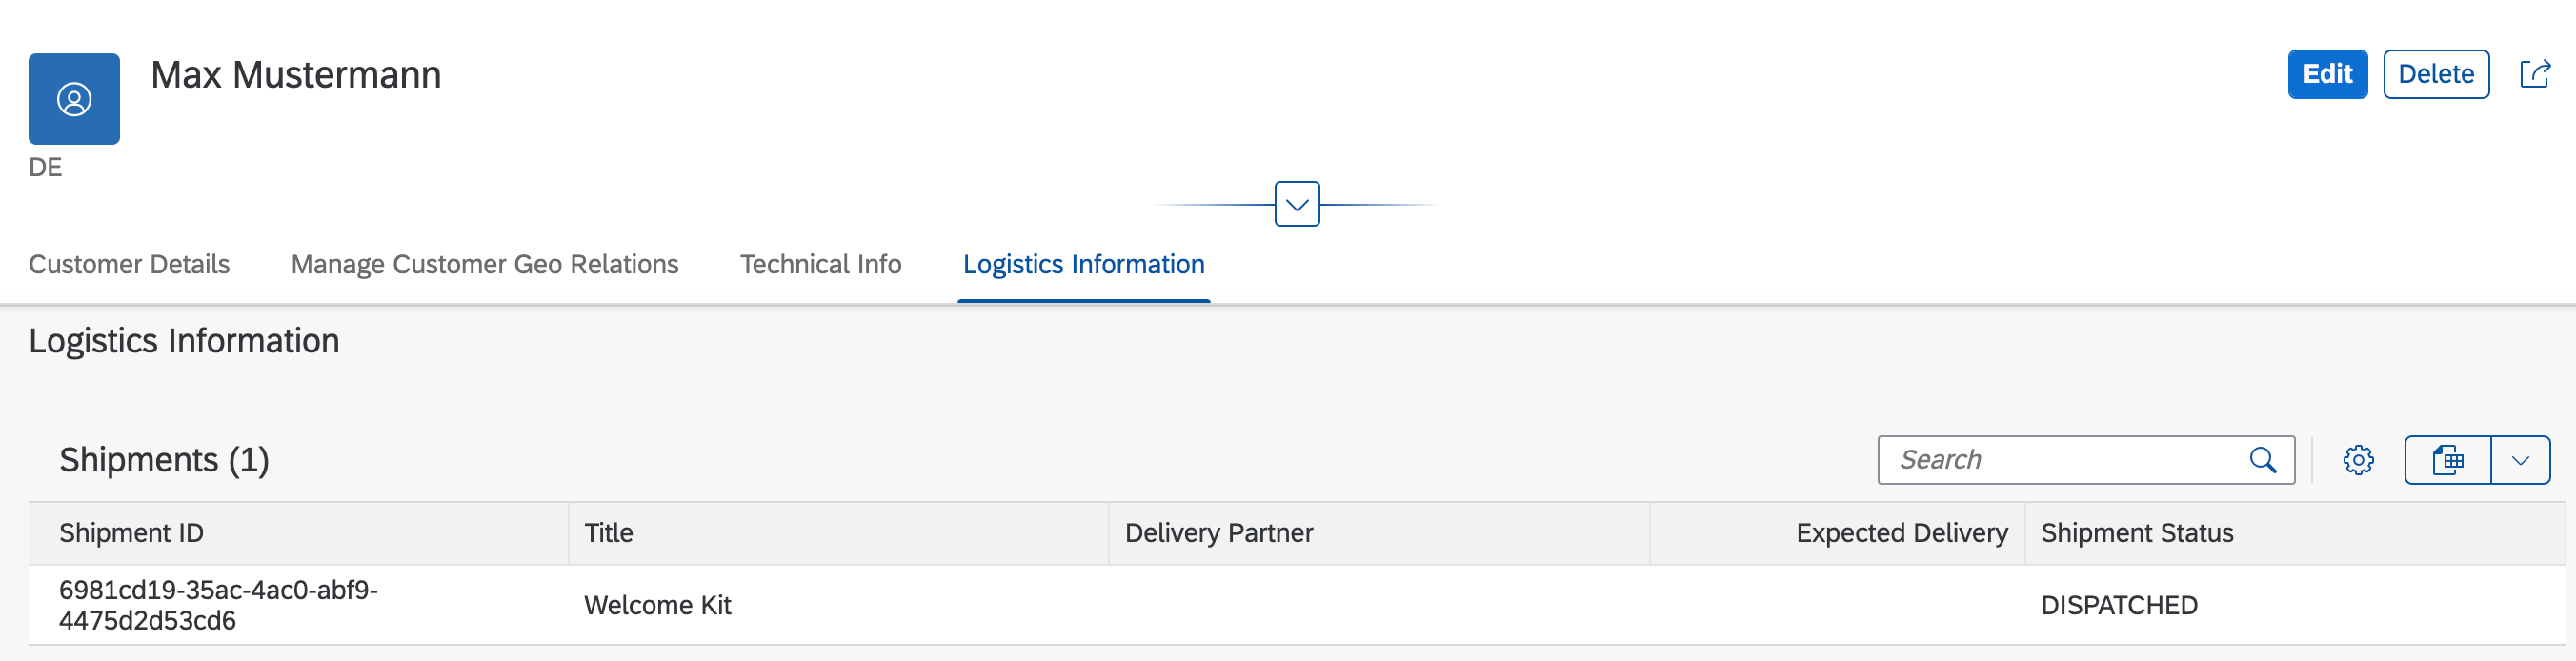 Max Mustermann
Edit
Delete
DE
Customer Details
Manage Customer Geo Relations
Technical Info
Logistics Information
Logistics Information
Shipments (1)
Search
Shipment ID
Title
Delivery Partner
Expected Delivery
Shipment Status
6981cd19-35ac-4ac0-abf9-
4475d2d53cd6
Welcome Kit
DISPATCHED